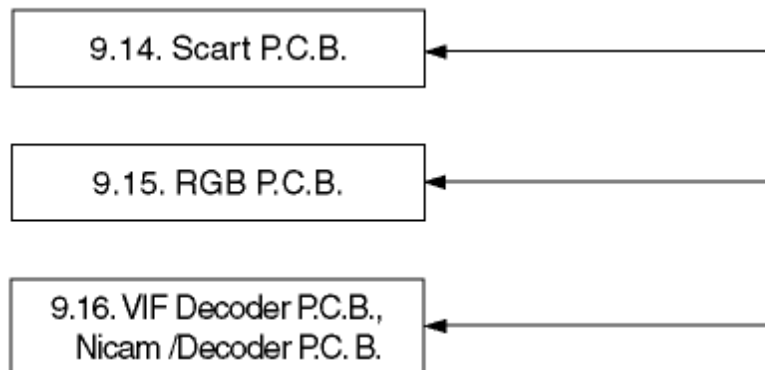 9.14. Scart P.C.B.
9.15. RGB P.C.B.
9.16. VIF Decoder P.C.B.,
Nicam /Decoder P.C. B.